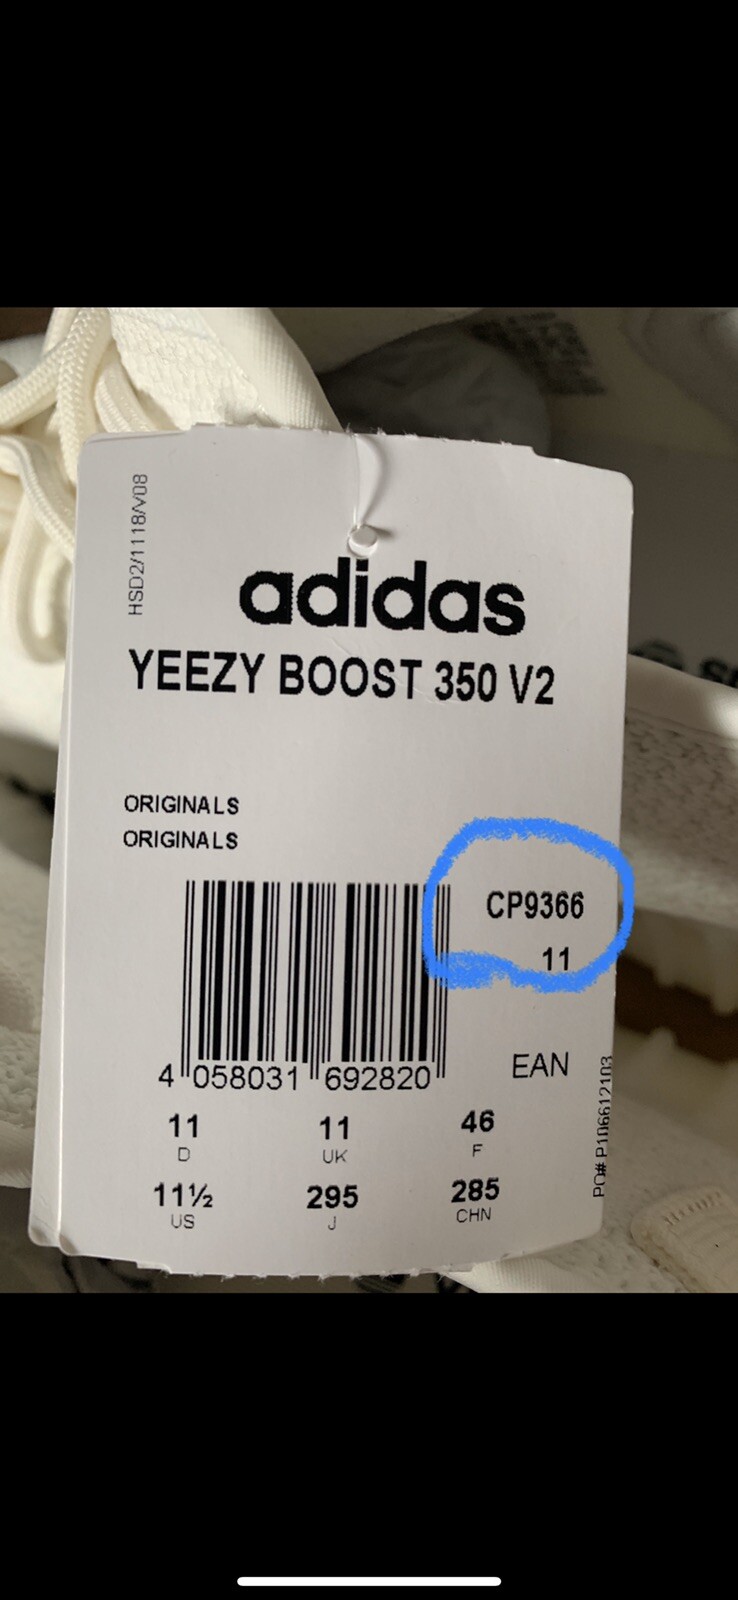 HSD2/1118/V08
adidas
YEEZY BOOST 350 V2
ORIGINALS
ORIGINALS
CP9366
11
4 058031 692820
EAN
11 11 46
D UK F
11½ 295 285
US J CHN
PO# P106612103